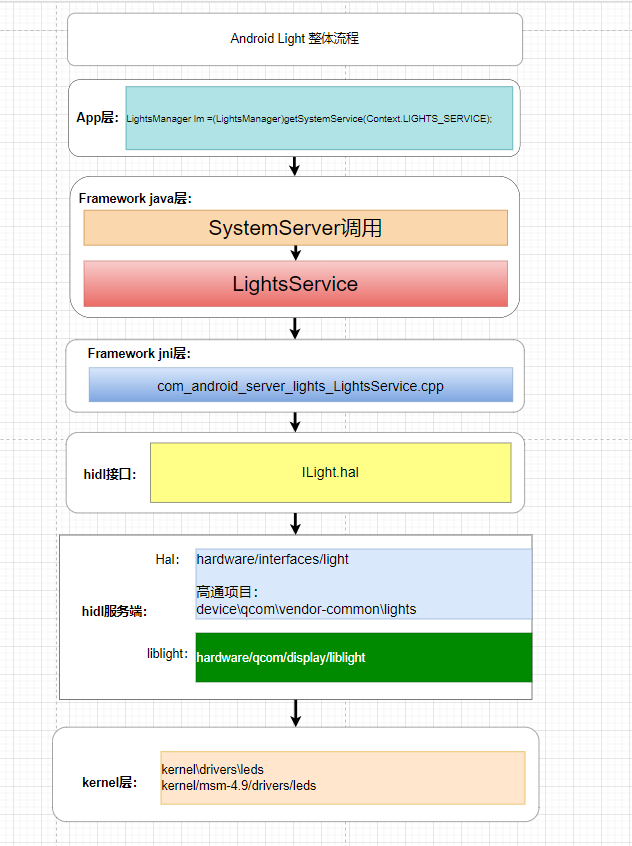 Android Light 整体流程
App层:
LightsManager lm =(LightsManager)getSystemService(Context.LIGHTS_SERVICE);
Framework java层:
SystemServer调用
LightsService
Framework jni层:
com_android_server_lights_LightsService.cpp
hidl接口:
ILight.hal
Hal:
hardware/interfaces/light
高通项目:
device\qcom\vendor-common\lights
hidl服务端:
liblight:
hardware/qcom/display/liblight
kernel层:
kernel\drivers\leds
kernel/msm-4.9/drivers/leds